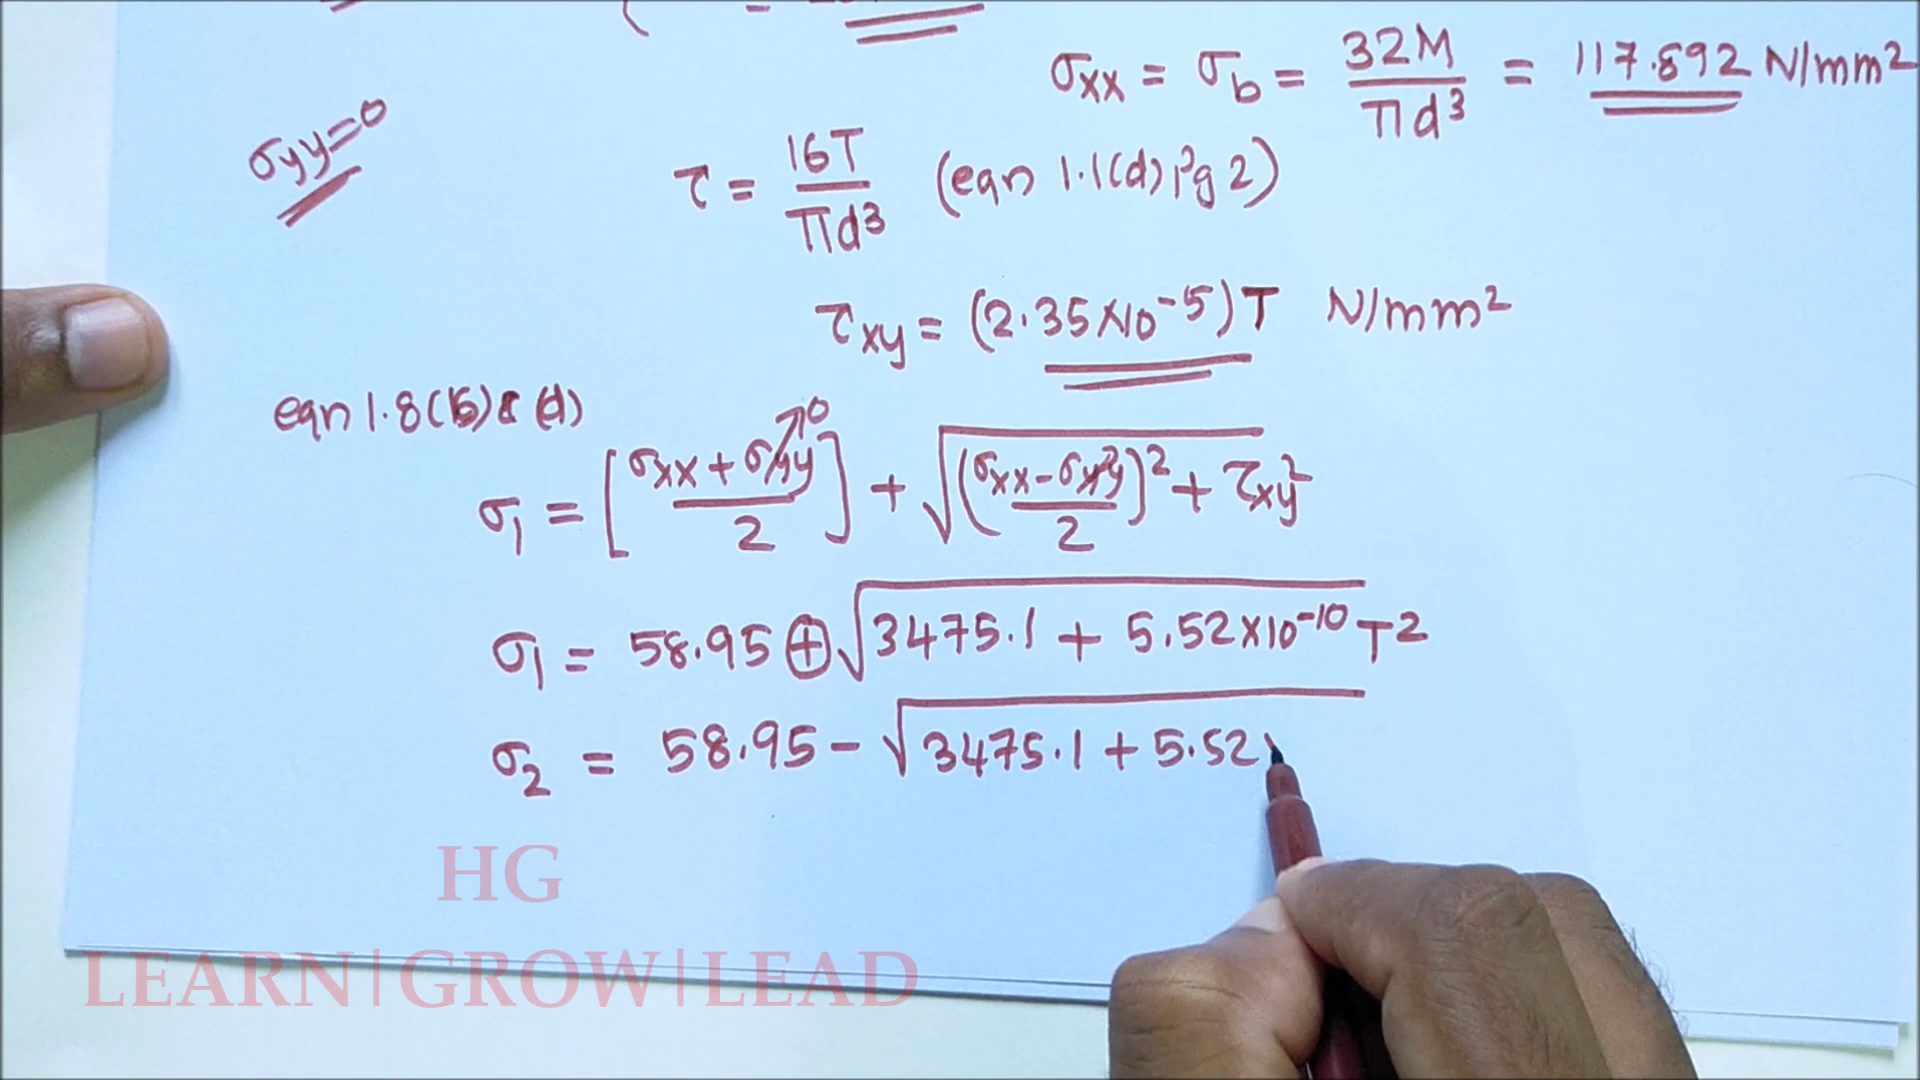 σxx = σb = 32M / πd³ = 117.892 N/mm²
σyy=0
τ = 16T / πd³ (eqn 1.1(d) Pg 2)
τxy = (2.35×10⁻⁵)T N/mm²
eqn 1.8(b) & (d)
σ1 = [(σxx + σyy↗0) / 2] + √((σxx - σxy) / 2)² + τxy²
σ1 = 58.95 ⊕ √3475.1 + 5.52×10⁻¹⁰ T2
σ2 = 58.95 - √3475.1 + 5.52
HG
LEARN|GROW|LEAD